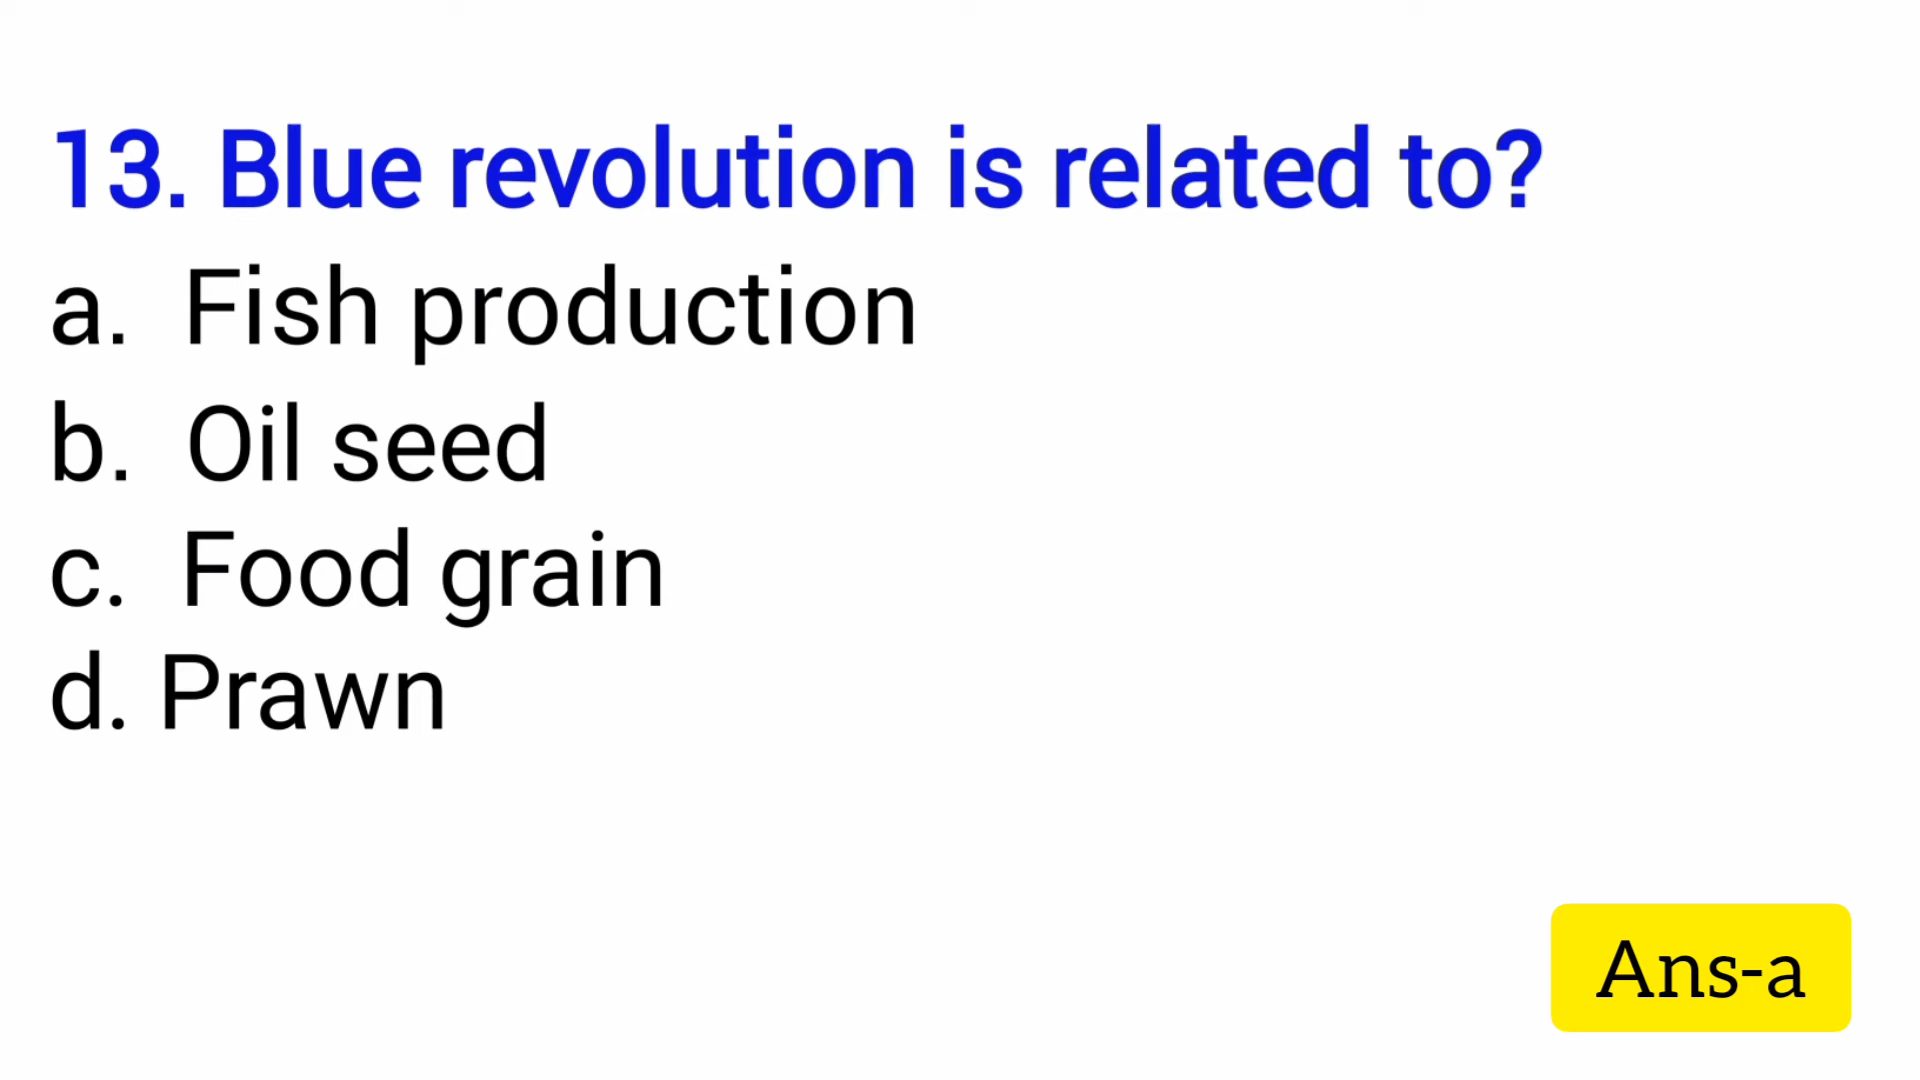 13. Blue revolution is related to?
a. Fish production
b. Oil seed
c. Food grain
d. Prawn
Ans-a